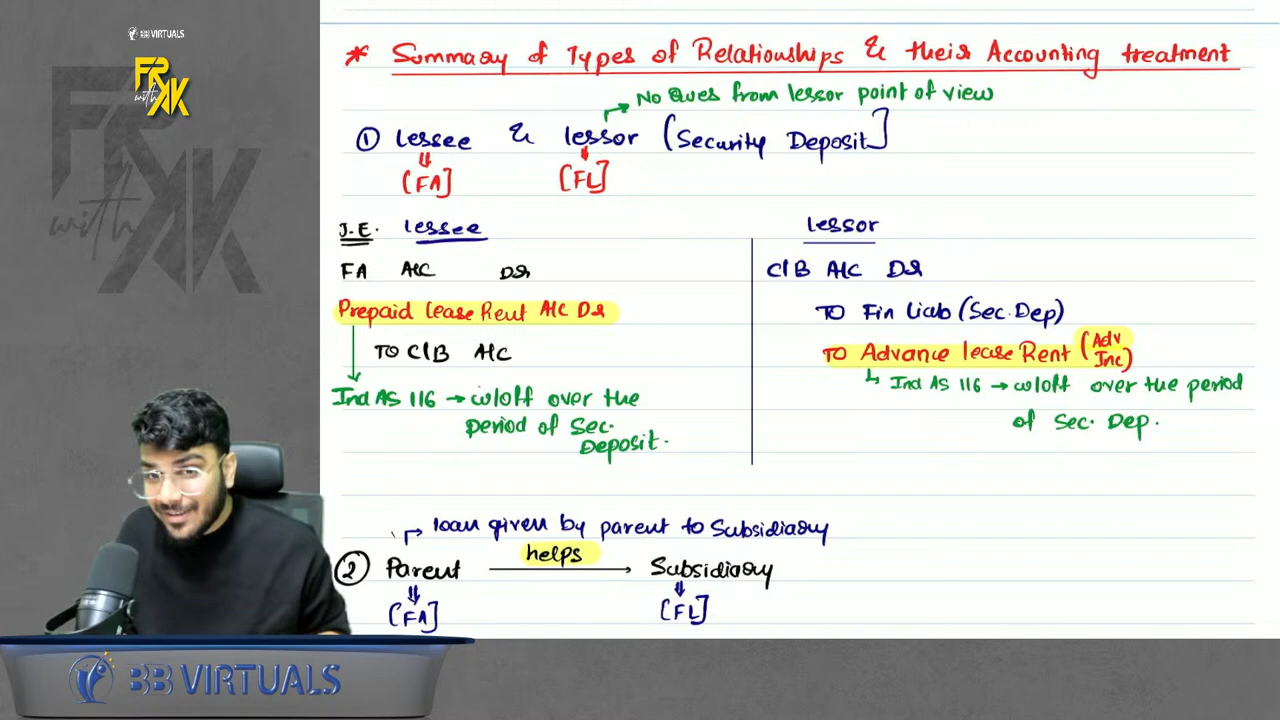 BB VIRTUALS
FR
with AK
FR
with AK
* Summary of Types of Relationships & their Accounting treatment
No Ques from lessor point of view
① lessee & lessor (Security Deposit]
[FA] [FL]
J.E. lessee
lessor
FA A/c Dr
C/B A/c Dr
Prepaid lease Rent A/c Dr
To Fin Liab (Sec. Dep)
To C/B A/c
To Advance lease Rent (Adv Inc)
Ind AS 116 → w/off over the period of Sec. Deposit.
Ind AS 116 → w/off over the period of Sec. Dep.
loan given by parent to Subsidiary
② Parent helps Subsidiary
[FA] [FL]
BB VIRTUALS